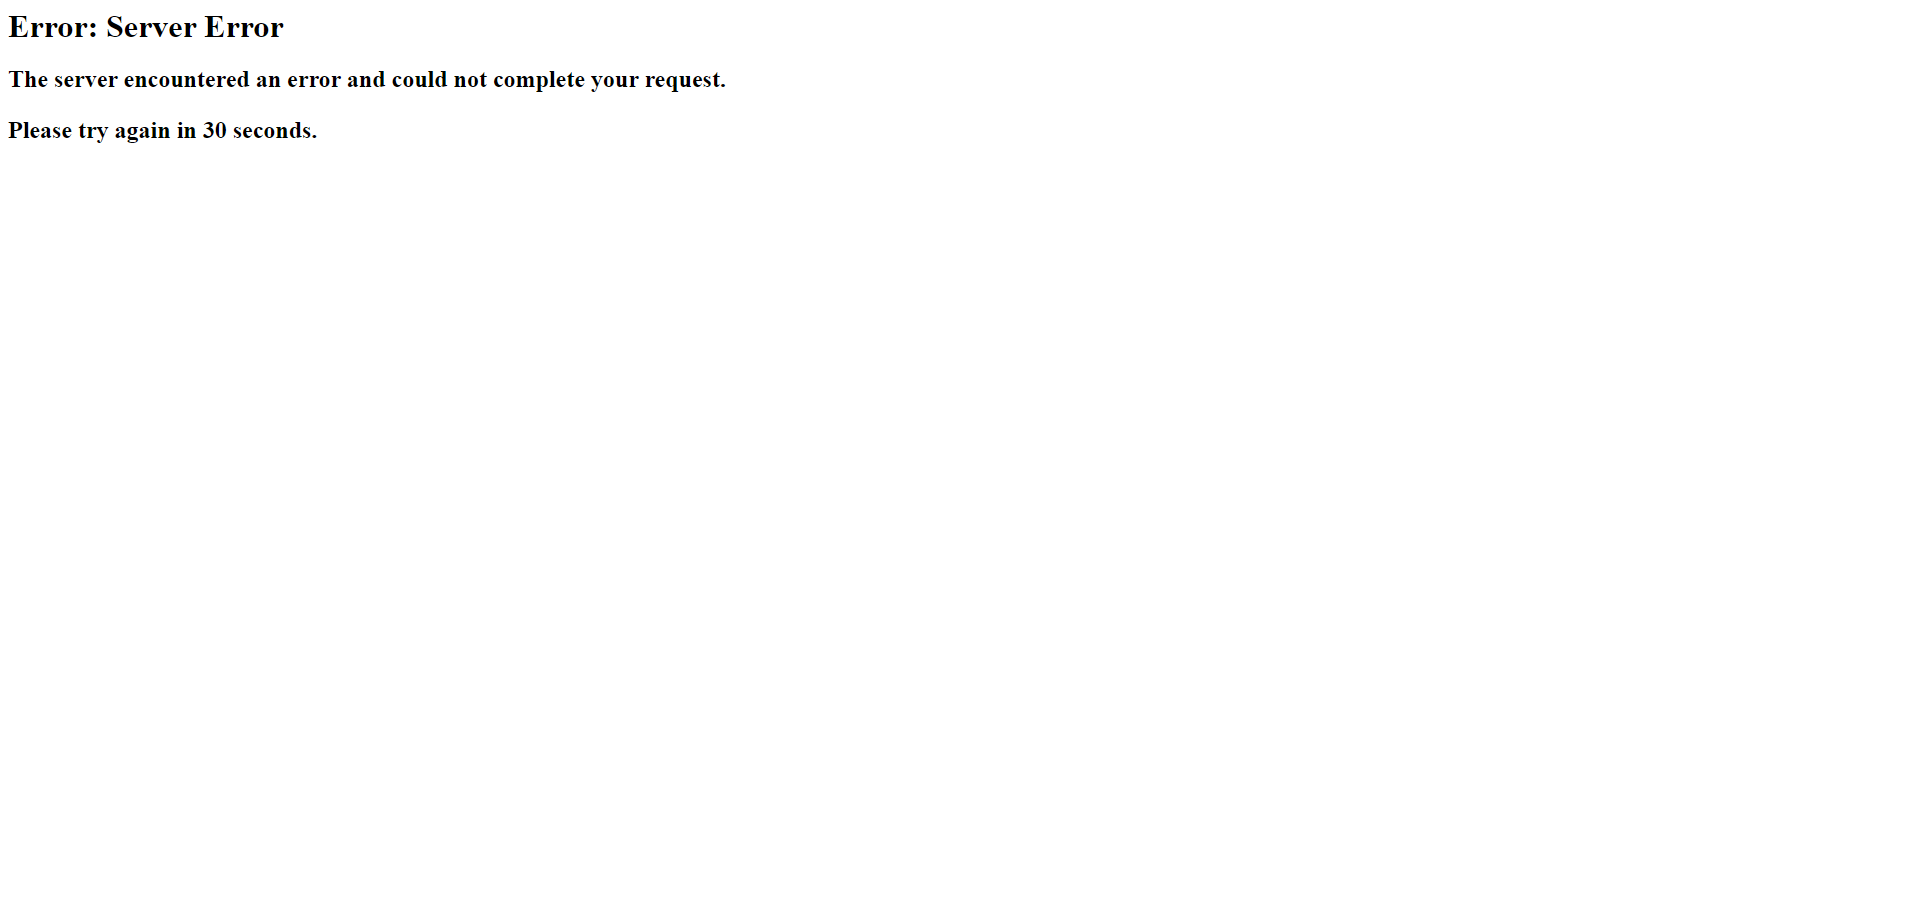 Error: Server Error
The server encountered an error and could not complete your request.
Please try again in 30 seconds.